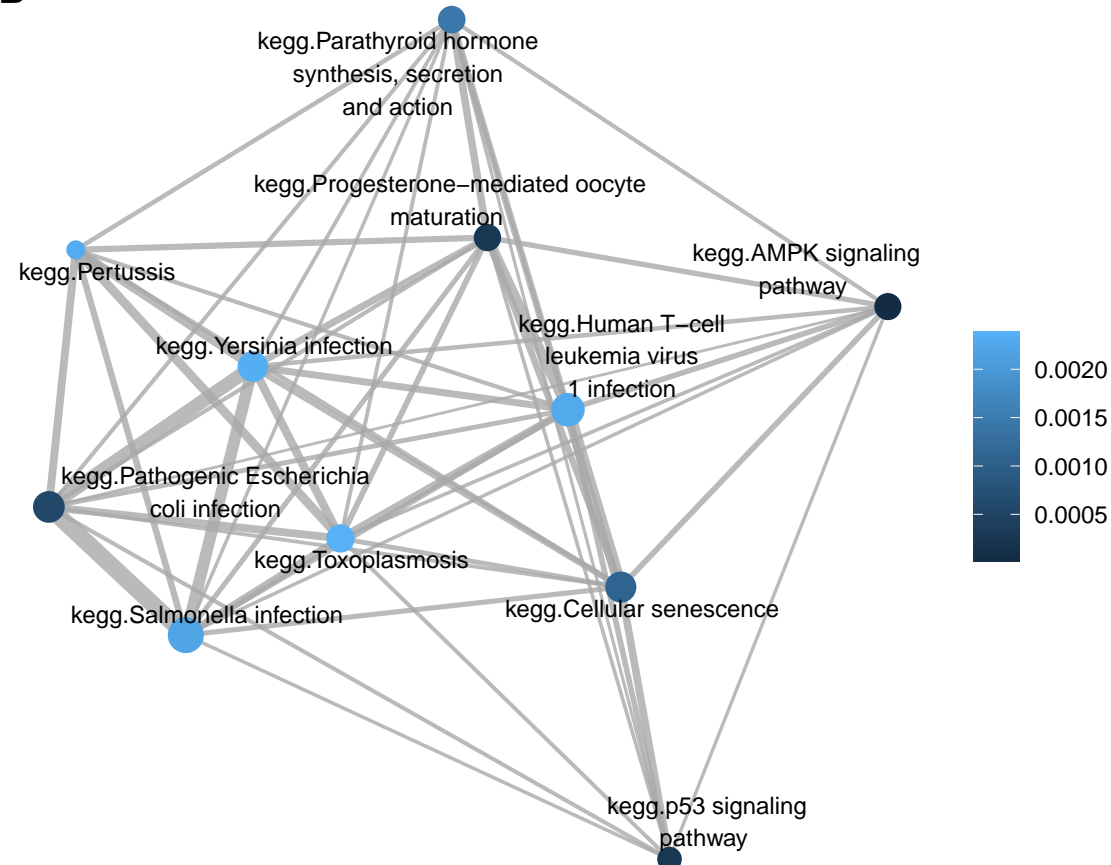 kegg.Parathyroid hormone
synthesis, secretion
and action
kegg.Progesterone−mediated oocyte
maturation
kegg.AMPK signaling
pathway
kegg.Pertussis
kegg.Human T−cell
leukemia virus
1 infection
kegg.Yersinia infection
kegg.Pathogenic Escherichia
coli infection
kegg.Toxoplasmosis
kegg.Cellular senescence
kegg.Salmonella infection
kegg.p53 signaling
pathway
0.0020
0.0015
0.0010
0.0005